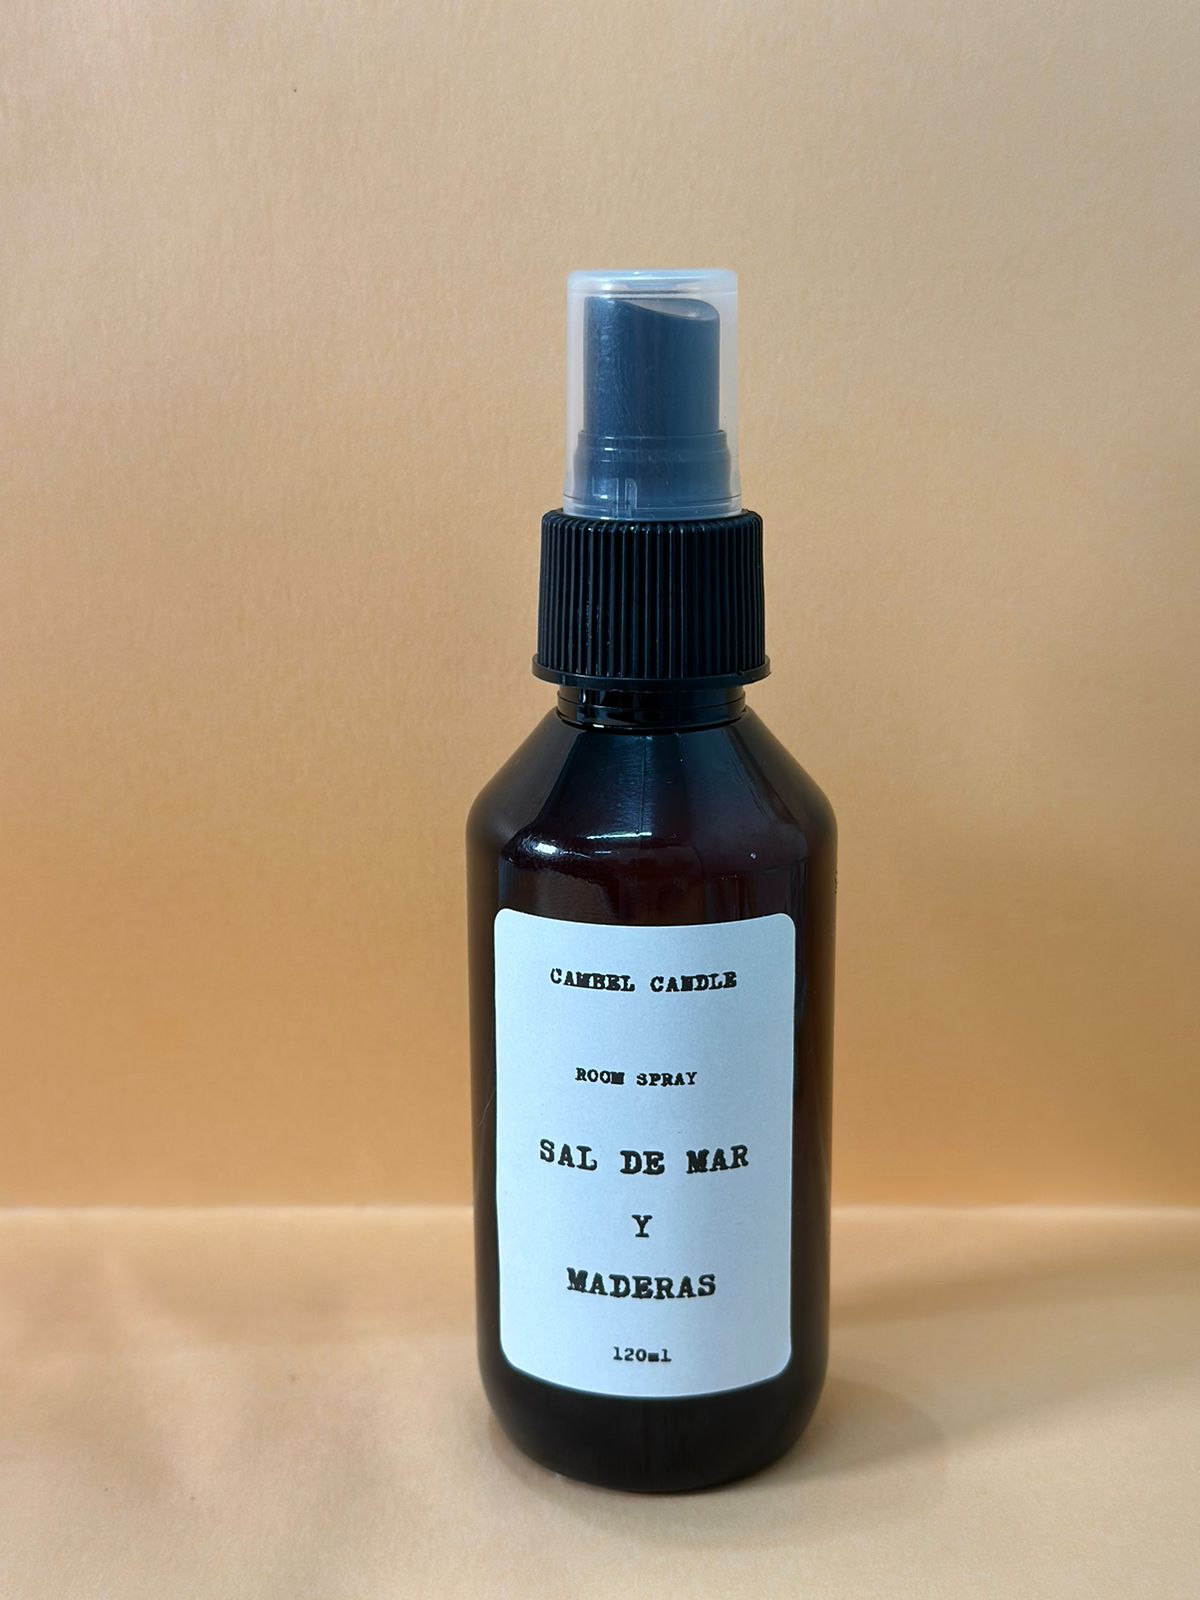 CAMBEL CANDLE
ROOM SPRAY
SAL DE MAR
Y
MADERAS
120ml